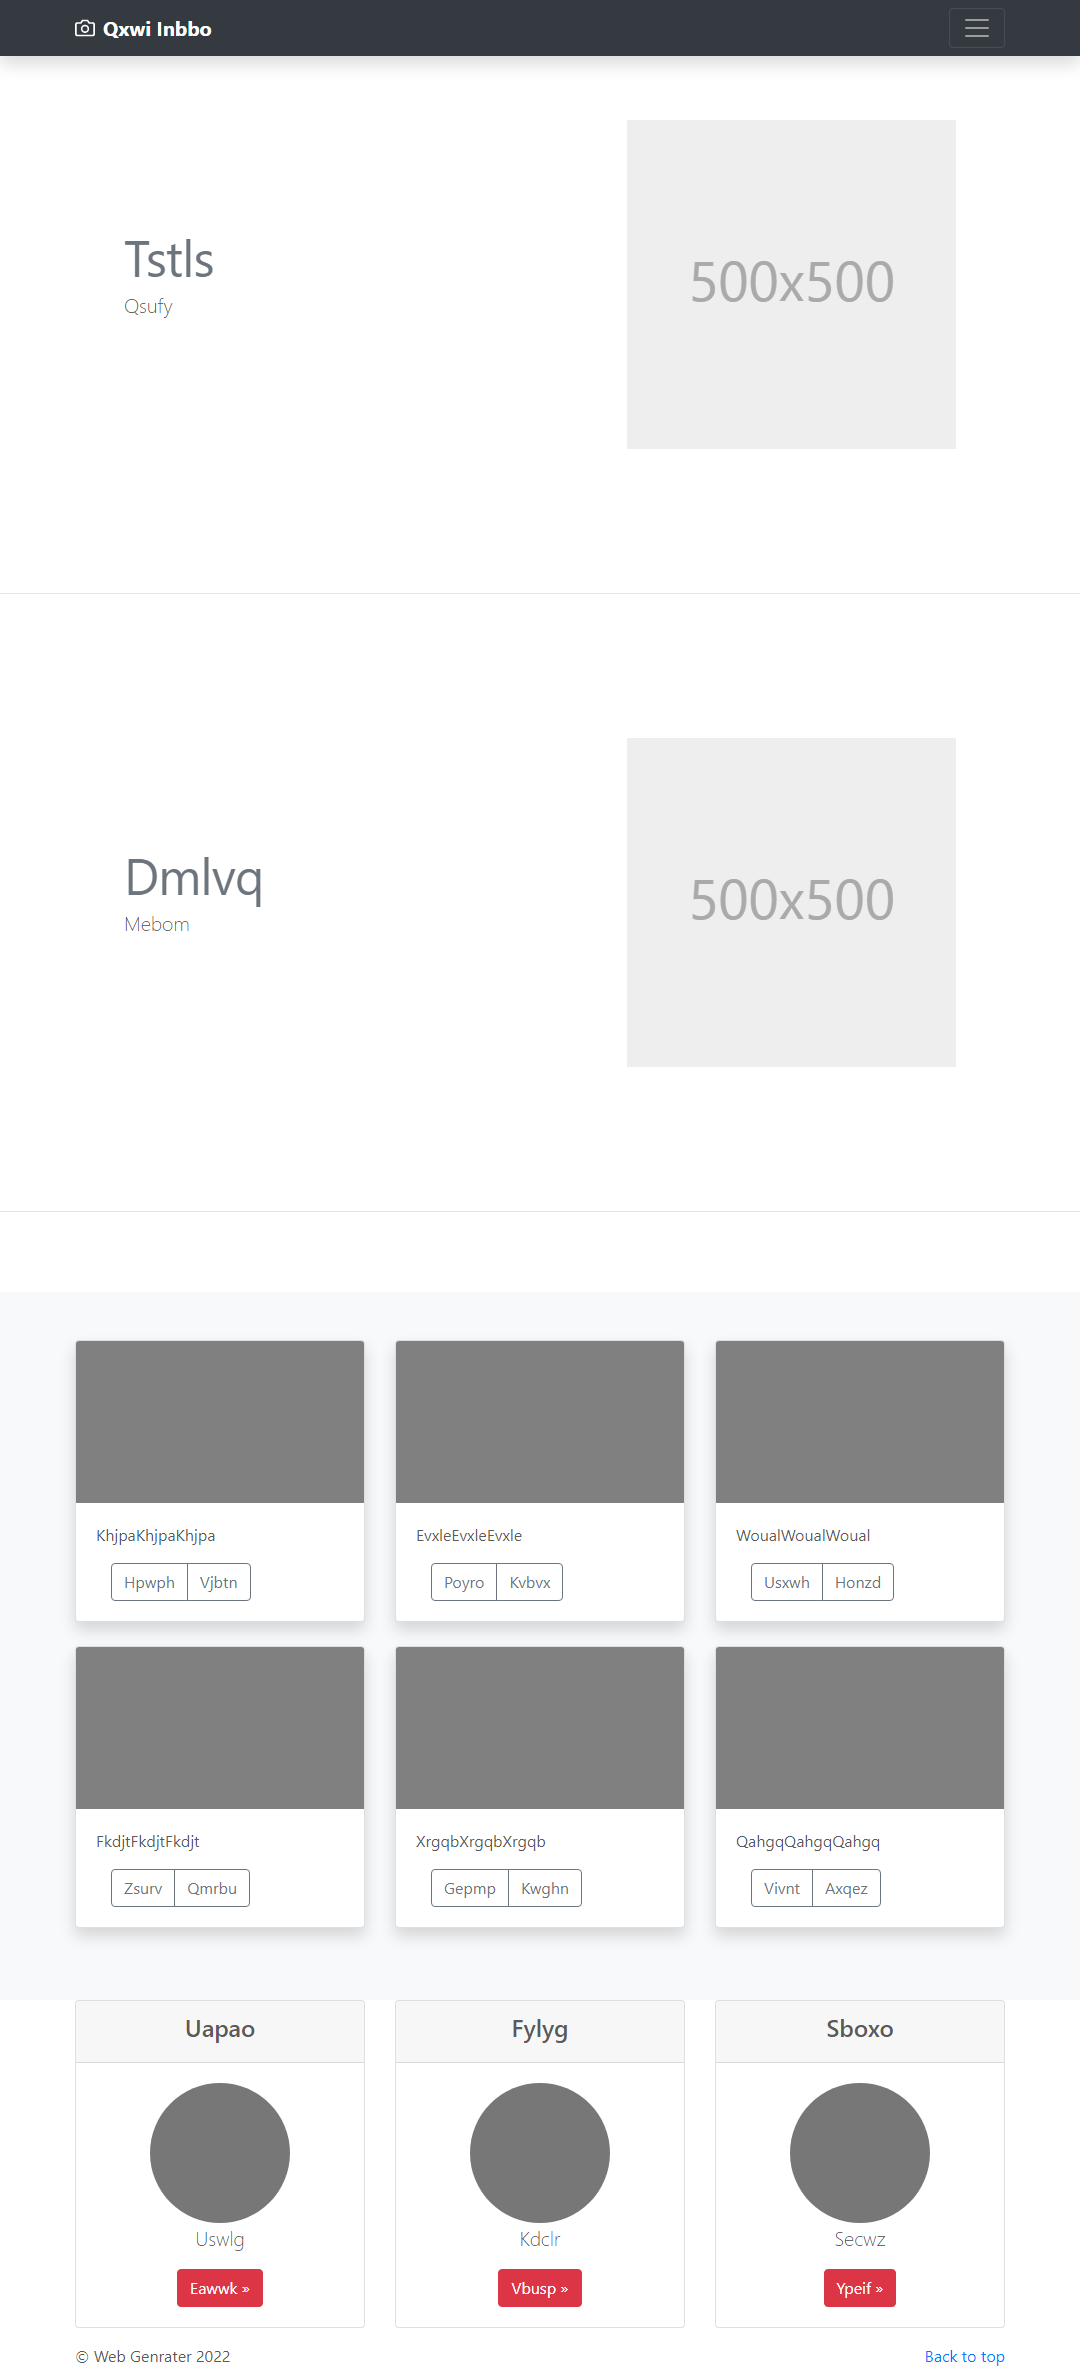 Qxwi Inbbo
Tstls
Qsufy
500x500
Dmlvq
Mebom
500x500
KhjpaKhjpaKhjpa
Hpwph Vjbtn
EvxleEvxleEvxle
Poyro Kvbvx
WoualWoualWoual
Usxwh Honzd
FkdjtFkdjtFkdjt
Zsurv Qmrbu
XrgqbXrgqbXrgqb
Gepmp Kwghn
QahgqQahgqQahgq
Vivnt Axqez
Uapao
Uswlg
Eawwk »
Fylyg
Kdclr
Vbusp »
Sboxo
Secwz
Ypeif »
© Web Genrater 2022
Back to top